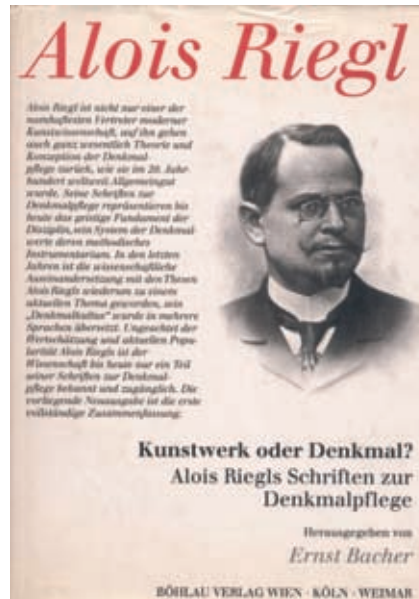 Alois Riegl
Alois Riegl ist nicht nur einer der
namhaftesten Vertreter moderner
Kunstwissenschaft, auf ihn gehen
auch ganz wesentlich Theorie und
Konzeption der Denkmal-
pflege zurück, wie sie im 20. Jahr-
hundert weltweit Allgemeingut
wurde. Seine Schriften zur
Denkmalpflege repräsentieren bis
heute das geistige Fundament der
Disziplin, sein System der Denkmal-
werte deren methodisches
Instrumentarium. In den letzten
Jahren ist die wissenschaftliche
Auseinandersetzung mit den Thesen
Alois Riegls wiederum zu einem
aktuellen Thema geworden, sein
„Denkmalkultus" wurde in mehrere
Sprachen übersetzt. Ungeachtet der
Wertschätzung und aktuellen Popu-
larität Alois Riegls ist der
Wissenschaft bis heute nur ein Teil
seiner Schriften zur Denkmal-
pflege bekannt und zugänglich. Die
vorliegende Neuausgabe ist die erste
vollständige Zusammenfassung.
Kunstwerk oder Denkmal?
Alois Riegls Schriften zur
Denkmalpflege
Herausgegeben von
Ernst Bacher
BÖHLAU VERLAG WIEN · KÖLN · WEIMAR